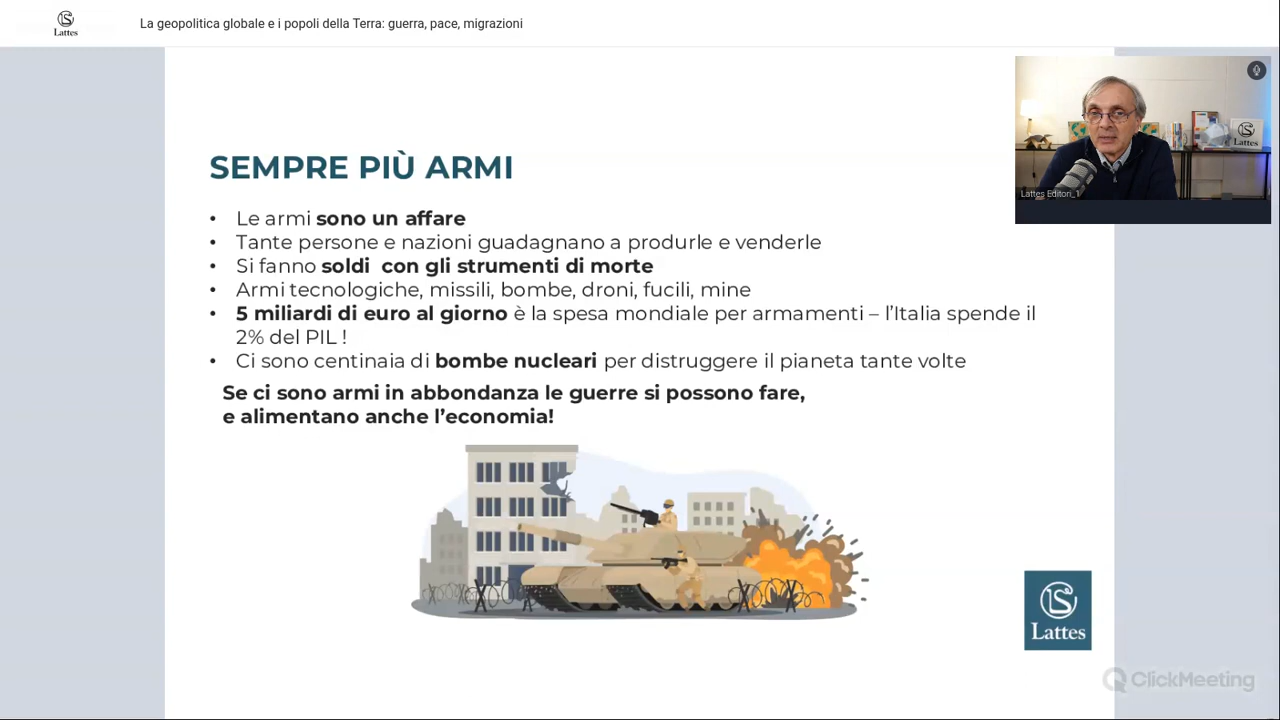 Lattes
La geopolitica globale e i popoli della Terra: guerra, pace, migrazioni
Lattes
Lattes Editori_1
SEMPRE PIÙ ARMI
• Le armi sono un affare
• Tante persone e nazioni guadagnano a produrle e venderle
• Si fanno soldi  con gli strumenti di morte
• Armi tecnologiche, missili, bombe, droni, fucili, mine
• 5 miliardi di euro al giorno è la spesa mondiale per armamenti – l’Italia spende il
2% del PIL !
• Ci sono centinaia di bombe nucleari per distruggere il pianeta tante volte
Se ci sono armi in abbondanza le guerre si possono fare,
e alimentano anche l’economia!
Lattes
ClickMeeting